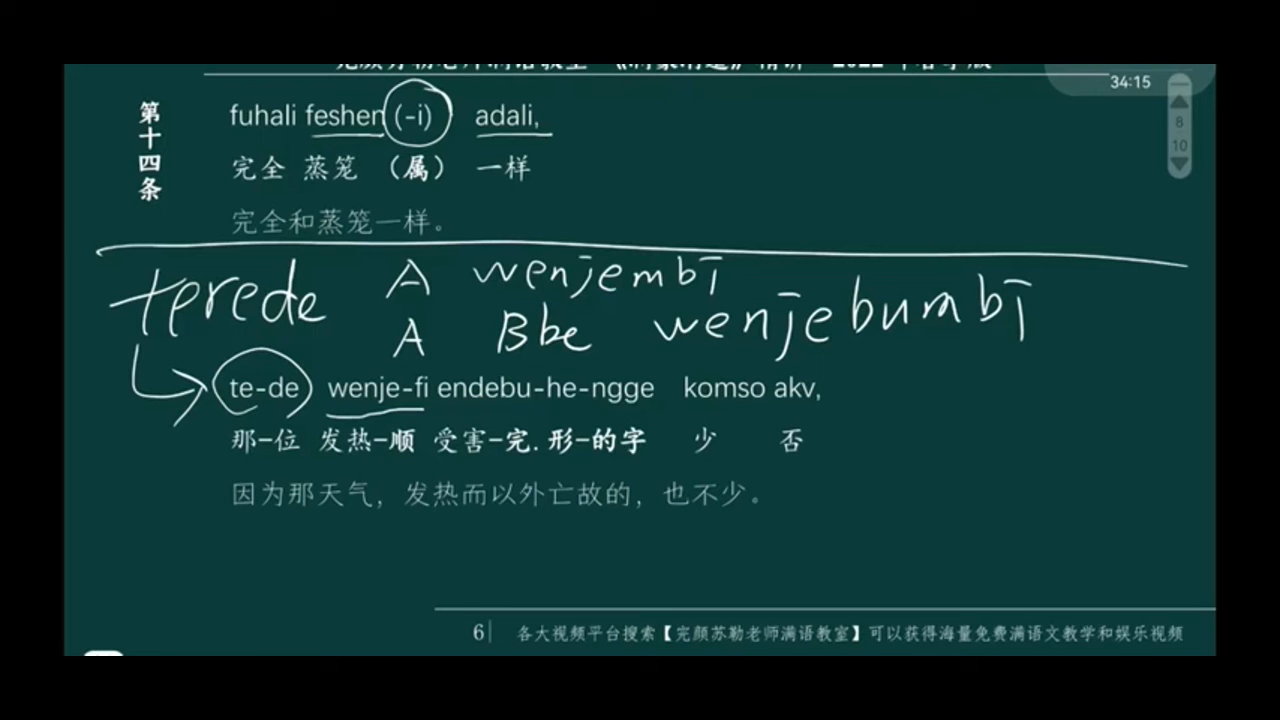 34:15
8
10
第十四条
fuhali feshen (-i) adali,
完全 蒸笼 （属） 一样
完全和蒸笼一样。
terede A wenjembi
A B be wenjebumbi
te-de wenje-fi endebu-he-ngge komso akv,
那-位 发热-顺 受害-完.形-的字 少 否
因为那天气，发热而以外亡故的，也不少。
6 各大视频平台搜索【完颜苏勒老师满语教室】可以获得海量免费满语文教学和娱乐视频